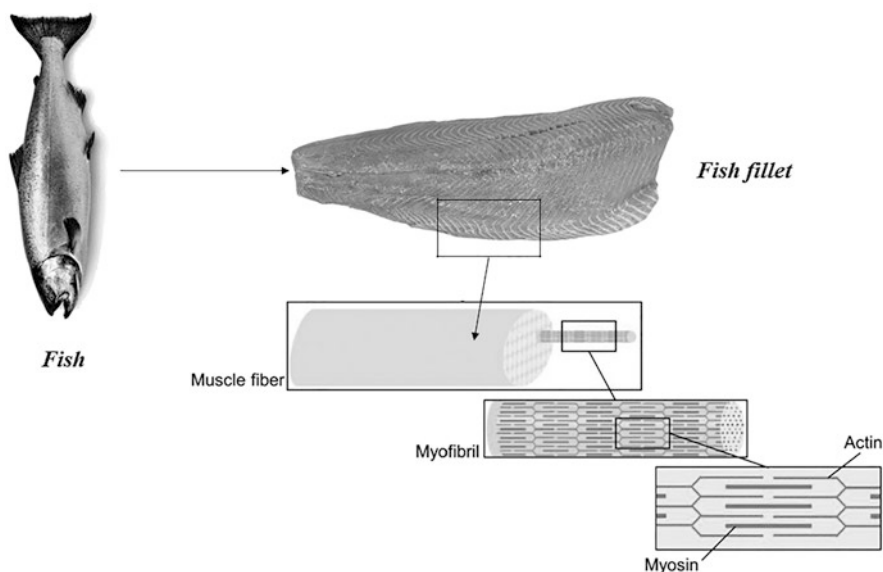 Fish
Fish fillet
Muscle fiber
Myofibril
Actin
Myosin